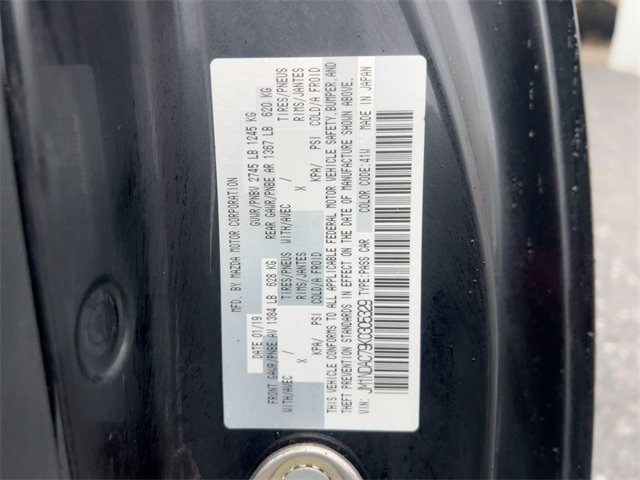 MFD. BY MAZDA MOTOR CORPORATION
DATE 01/19 GVWR/PNBV 2745 LB 1245 KG
FRONT GAWR/PNBE AV 1384 LB 628 KG REAR GAWR/PNBE AR 1367 LB 620 KG
WITH/AVEC / TIRES/PNEUS WITH/AVEC / TIRES/PNEUS
X RIMS/JANTES X RIMS/JANTES
KPA/ PSI COLD/A FROID KPA/ PSI COLD/A FROID
THIS VEHICLE CONFORMS TO ALL APPLICABLE FEDERAL MOTOR VEHICLE SAFETY, BUMPER, AND
THEFT PREVENTION STANDARDS IN EFFECT ON THE DATE OF MANUFACTURE SHOWN ABOVE.
VIN: JM1NDAC79K0305329 TYPE:PASS CAR COLOR CODE:41W MADE IN JAPAN